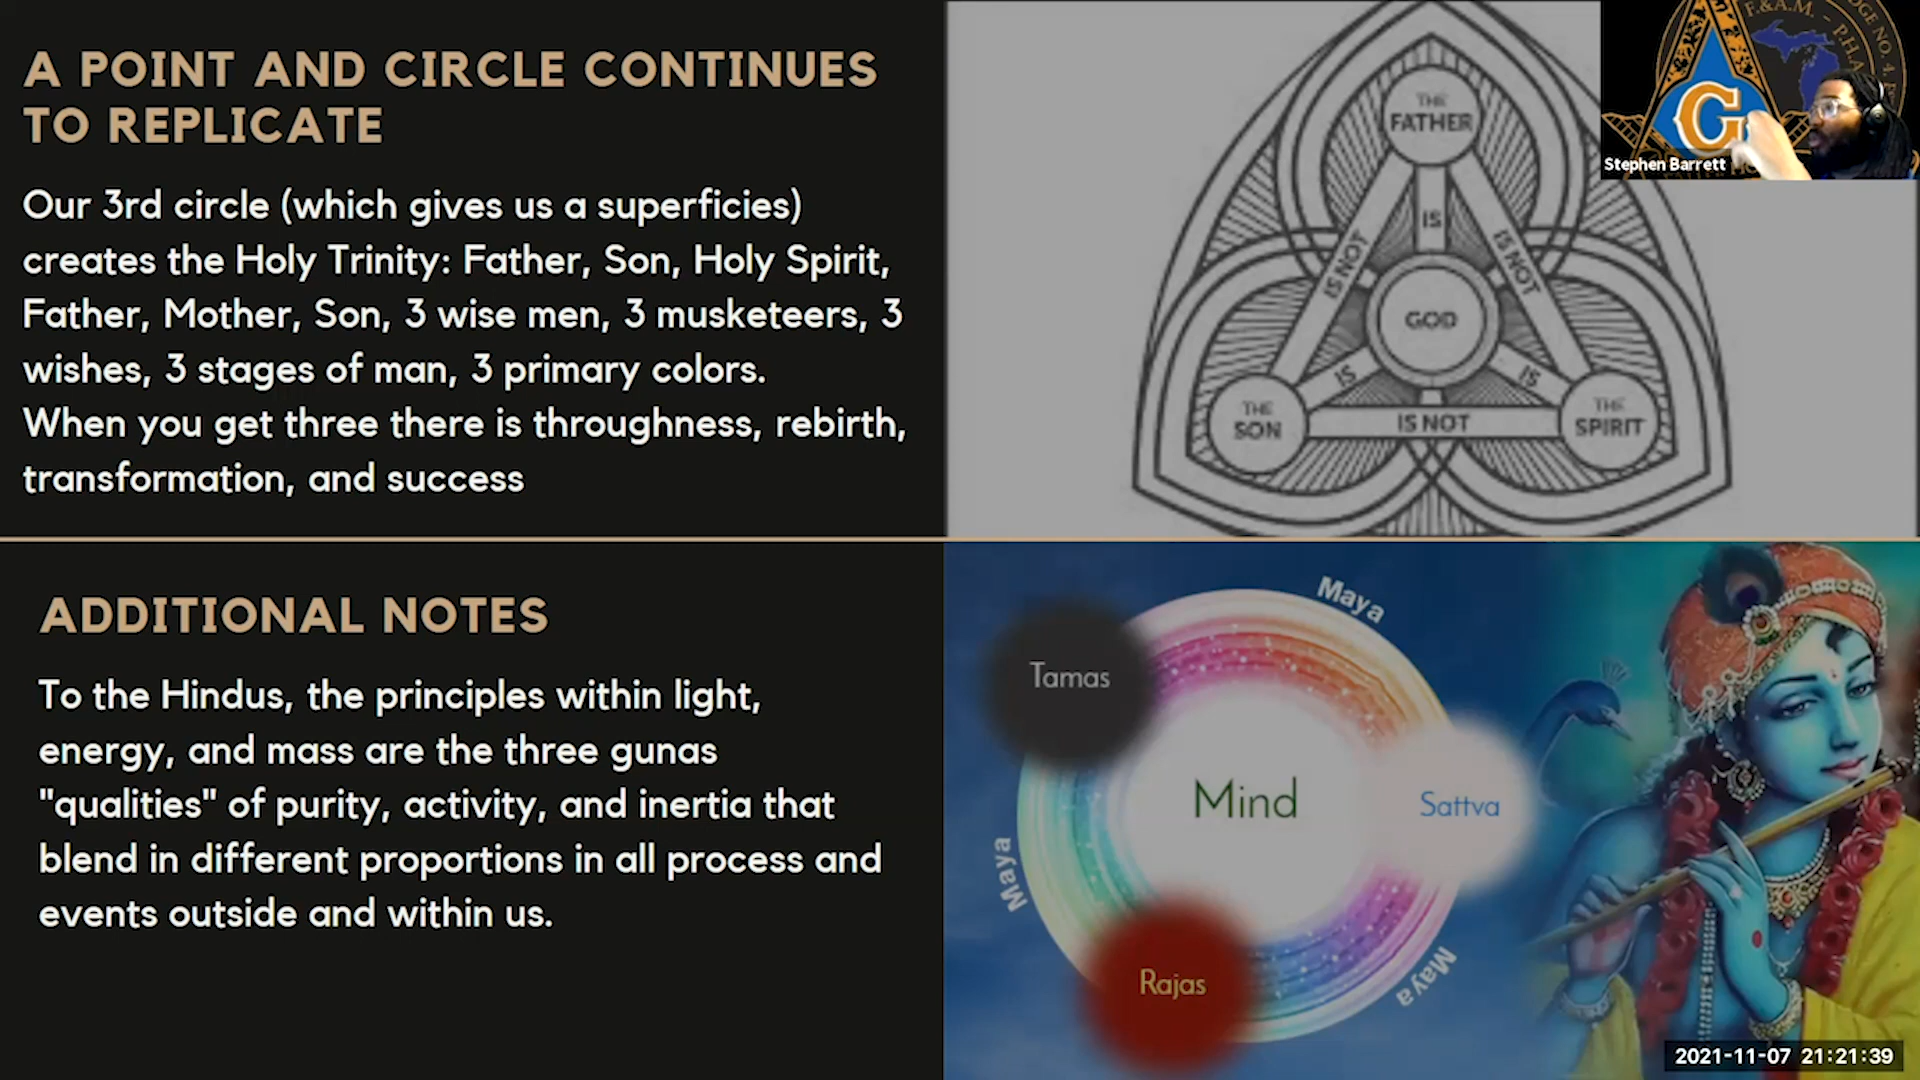 A POINT AND CIRCLE CONTINUES
TO REPLICATE
Our 3rd circle (which gives us a superficies)
creates the Holy Trinity: Father, Son, Holy Spirit,
Father, Mother, Son, 3 wise men, 3 musketeers, 3
wishes, 3 stages of man, 3 primary colors.
When you get three there is throughness, rebirth,
transformation, and success
THE
FATHER
IS
IS NOT
IS NOT
GOD
IS
IS
THE
SON
IS NOT
THE
SPIRIT
F.&A.M. - P.H.A.
NO. 4,
G
Stephen Barrett
ADDITIONAL NOTES
To the Hindus, the principles within light,
energy, and mass are the three gunas
"qualities" of purity, activity, and inertia that
blend in different proportions in all process and
events outside and within us.
Maya
Tamas
Mind
Sattva
Maya
Rajas
Maya
2021-11-07 21:21:39